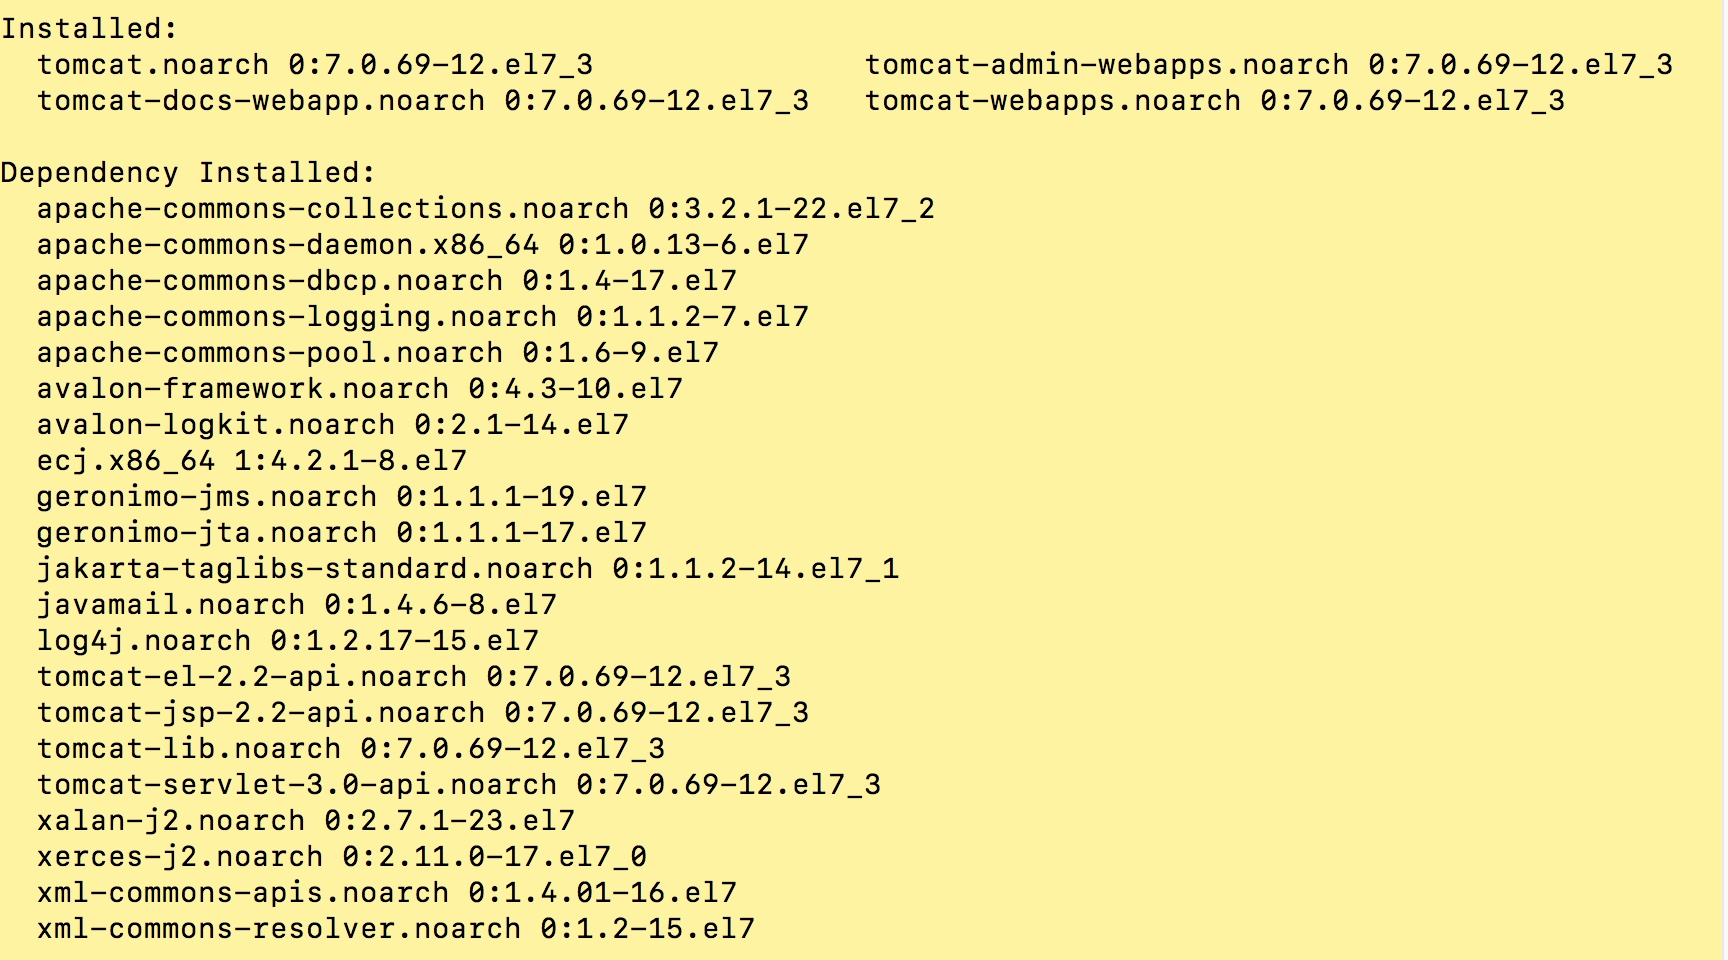 Installed:
  tomcat.noarch 0:7.0.69-12.el7_3               tomcat-admin-webapps.noarch 0:7.0.69-12.el7_3
  tomcat-docs-webapp.noarch 0:7.0.69-12.el7_3   tomcat-webapps.noarch 0:7.0.69-12.el7_3

Dependency Installed:
  apache-commons-collections.noarch 0:3.2.1-22.el7_2
  apache-commons-daemon.x86_64 0:1.0.13-6.el7
  apache-commons-dbcp.noarch 0:1.4-17.el7
  apache-commons-logging.noarch 0:1.1.2-7.el7
  apache-commons-pool.noarch 0:1.6-9.el7
  avalon-framework.noarch 0:4.3-10.el7
  avalon-logkit.noarch 0:2.1-14.el7
  ecj.x86_64 1:4.2.1-8.el7
  geronimo-jms.noarch 0:1.1.1-19.el7
  geronimo-jta.noarch 0:1.1.1-17.el7
  jakarta-taglibs-standard.noarch 0:1.1.2-14.el7_1
  javamail.noarch 0:1.4.6-8.el7
  log4j.noarch 0:1.2.17-15.el7
  tomcat-el-2.2-api.noarch 0:7.0.69-12.el7_3
  tomcat-jsp-2.2-api.noarch 0:7.0.69-12.el7_3
  tomcat-lib.noarch 0:7.0.69-12.el7_3
  tomcat-servlet-3.0-api.noarch 0:7.0.69-12.el7_3
  xalan-j2.noarch 0:2.7.1-23.el7
  xerces-j2.noarch 0:2.11.0-17.el7_0
  xml-commons-apis.noarch 0:1.4.01-16.el7
  xml-commons-resolver.noarch 0:1.2-15.el7